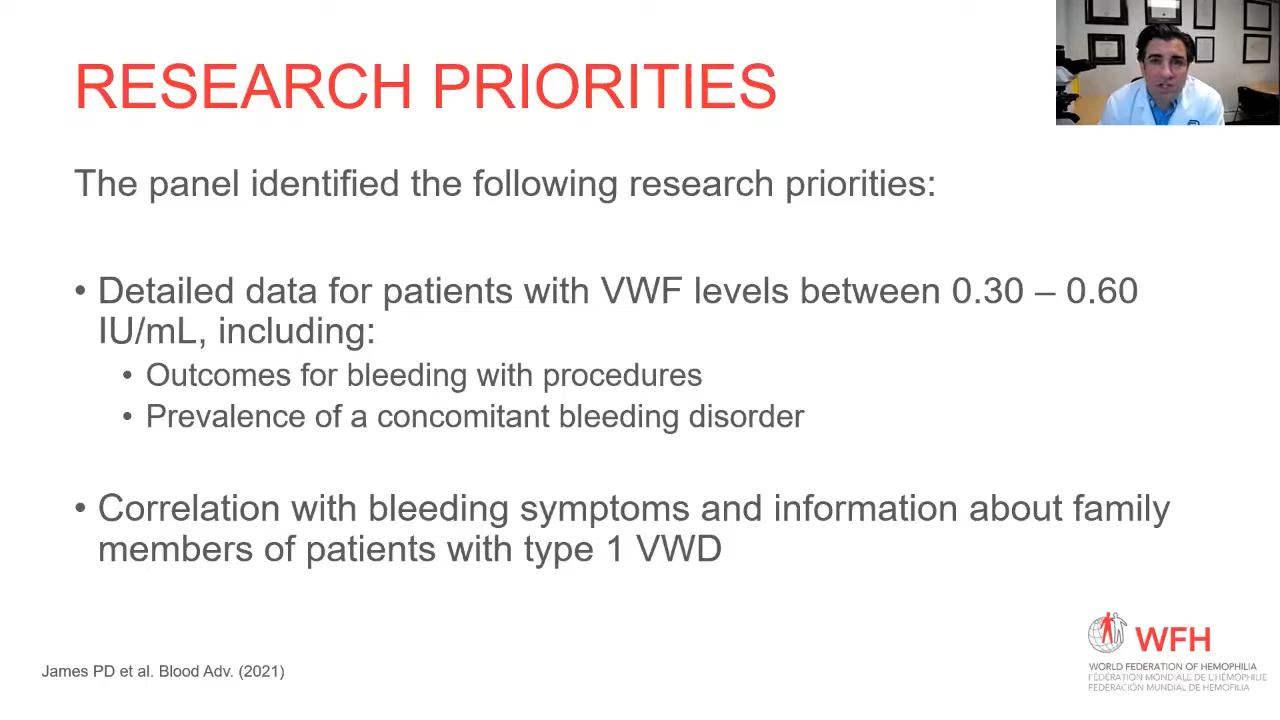 RESEARCH PRIORITIES
The panel identified the following research priorities:
• Detailed data for patients with VWF levels between 0.30 – 0.60
IU/mL, including:
• Outcomes for bleeding with procedures
• Prevalence of a concomitant bleeding disorder
• Correlation with bleeding symptoms and information about family
members of patients with type 1 VWD
James PD et al. Blood Adv. (2021)
WFH
WORLD FEDERATION OF HEMOPHILIA
FÉDÉRATION MONDIALE DE L'HÉMOPHILIE
FEDERACIÓN MUNDIAL DE HEMOFILIA